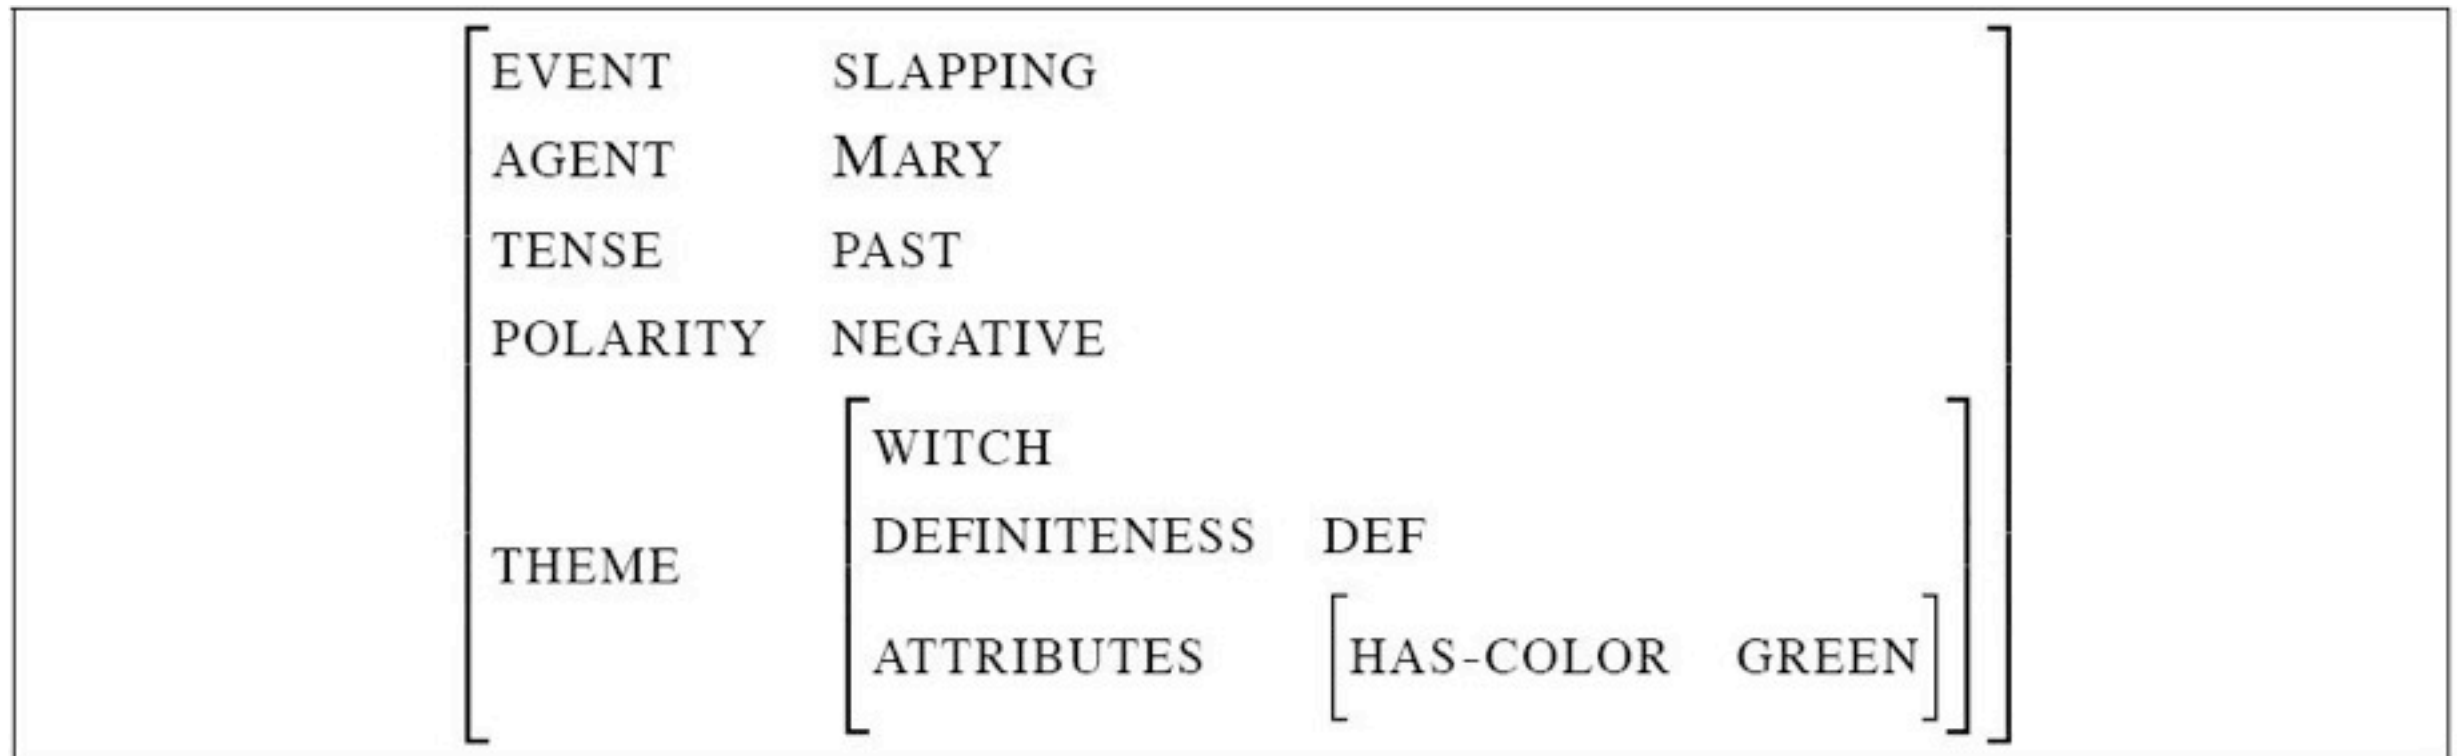 EVENT SLAPPING
AGENT MARY
TENSE PAST
POLARITY NEGATIVE
THEME
WITCH
DEFINITENESS DEF
ATTRIBUTES HAS-COLOR GREEN